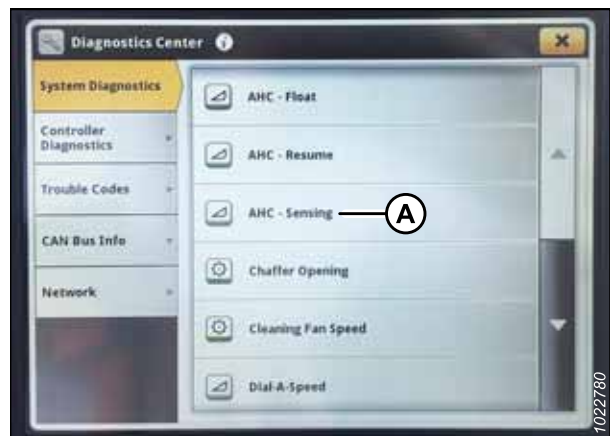 Diagnostics Center
System Diagnostics
Controller
Diagnostics
Trouble Codes
CAN Bus Info
Network
AHC - Float
AHC - Resume
AHC - Sensing
A
Chaffer Opening
Cleaning Fan Speed
Dial-A-Speed
1022780